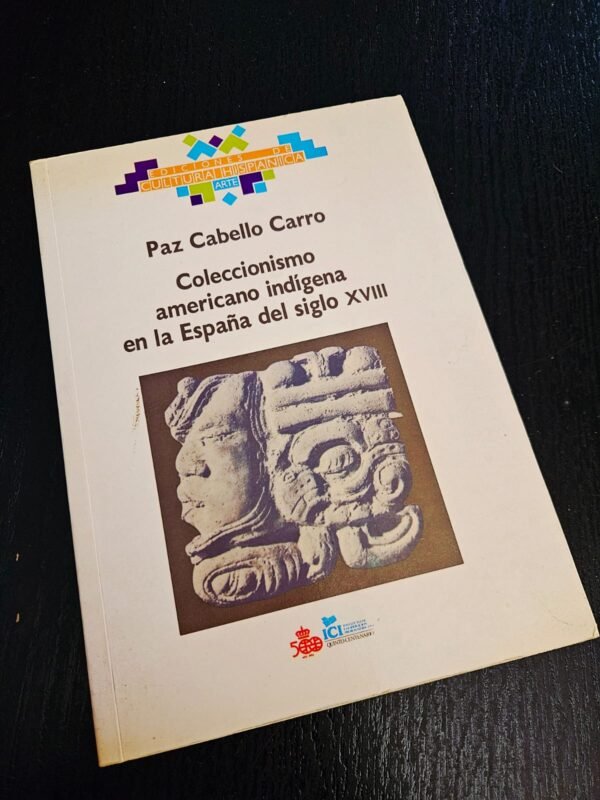 EDICIONES DE
CULTURA HISPANICA
ARTE
Paz Cabello Carro
Coleccionismo
americano indígena
en la España del siglo XVIII
ICI
QUINTO CENTENARIO